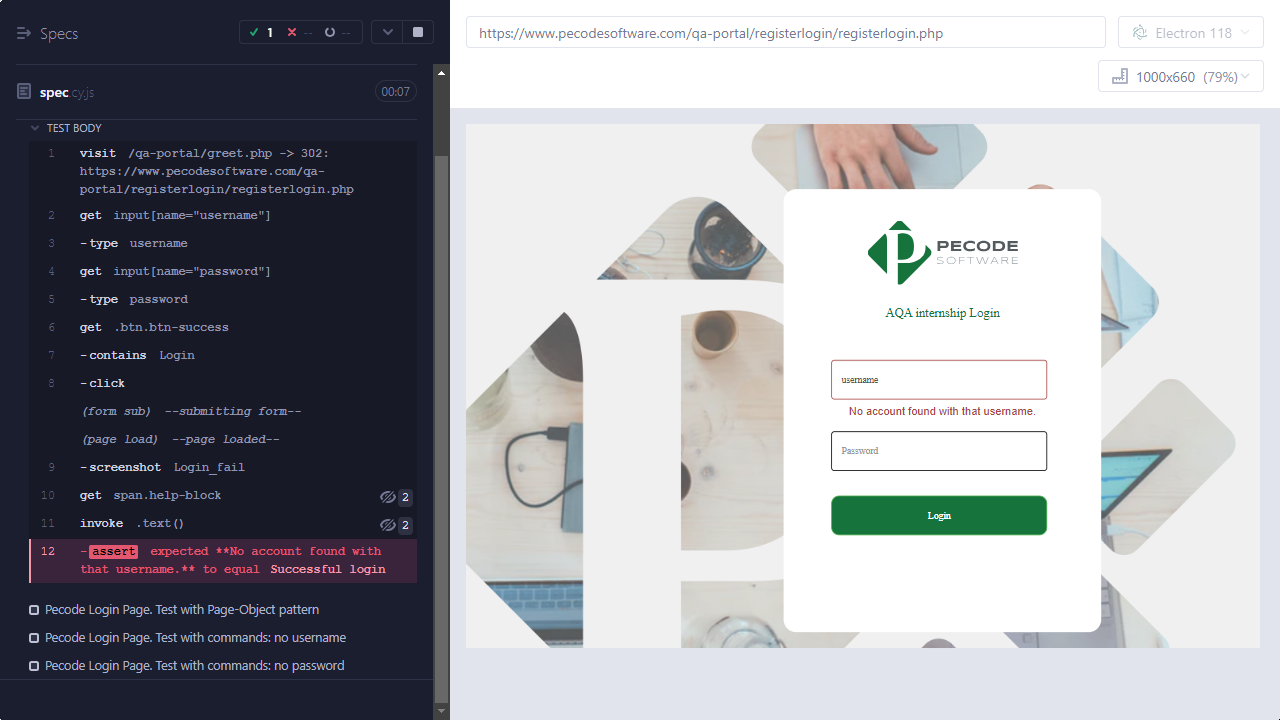 Specs
1
--
--
spec.cy.js
00:07
TEST BODY
1 visit /qa-portal/greet.php -> 302:
https://www.pecodesoftware.com/qa-
portal/registerlogin/registerlogin.php
2 get input[name="username"]
3 -type username
4 get input[name="password"]
5 -type password
6 get .btn.btn-success
7 -contains Login
8 -click
(form sub) --submitting form--
(page load) --page loaded--
9 -screenshot Login_fail
10 get span.help-block 2
11 invoke .text() 2
12 -assert expected **No account found with
that username.** to equal Successful login
Pecode Login Page. Test with Page-Object pattern
Pecode Login Page. Test with commands: no username
Pecode Login Page. Test with commands: no password
https://www.pecodesoftware.com/qa-portal/registerlogin/registerlogin.php
Electron 118
1000x660 (79%)
PECODE
SOFTWARE
AQA internship Login
username
No account found with that username.
Password
Login